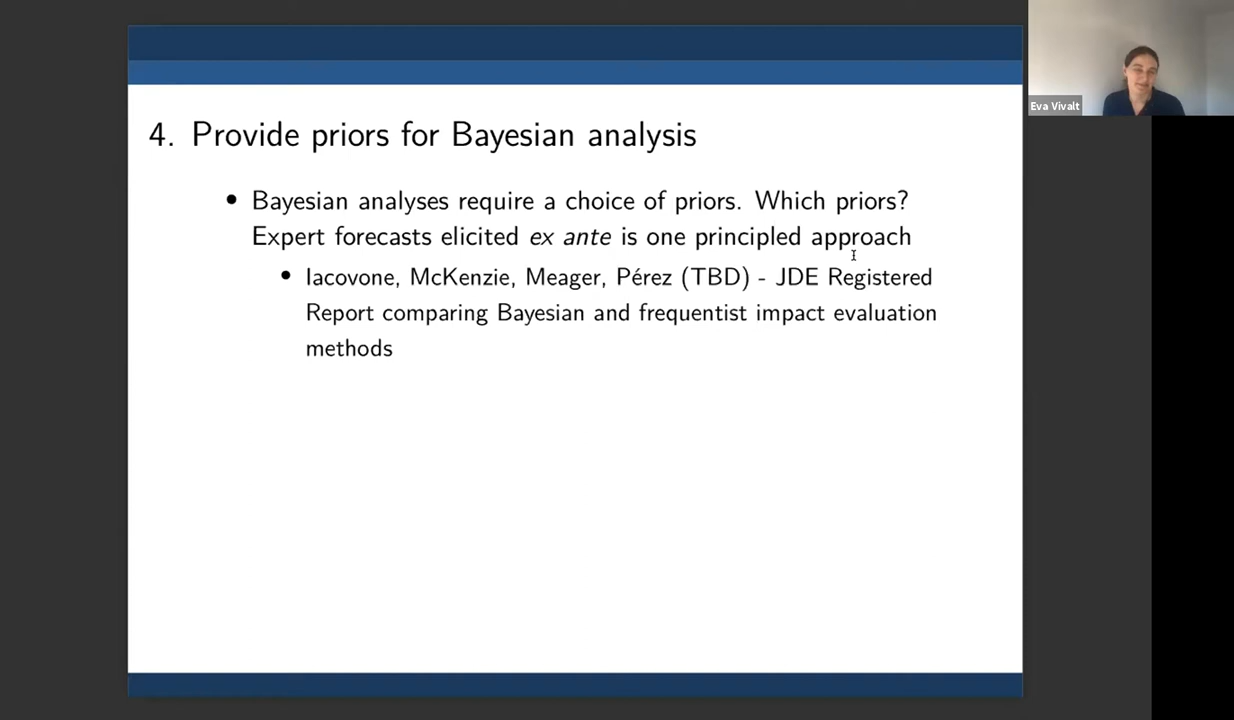 4. Provide priors for Bayesian analysis
• Bayesian analyses require a choice of priors. Which priors?
Expert forecasts elicited ex ante is one principled approach
• Iacovone, McKenzie, Meager, Pérez (TBD) - JDE Registered
Report comparing Bayesian and frequentist impact evaluation
methods
Eva Vivalt